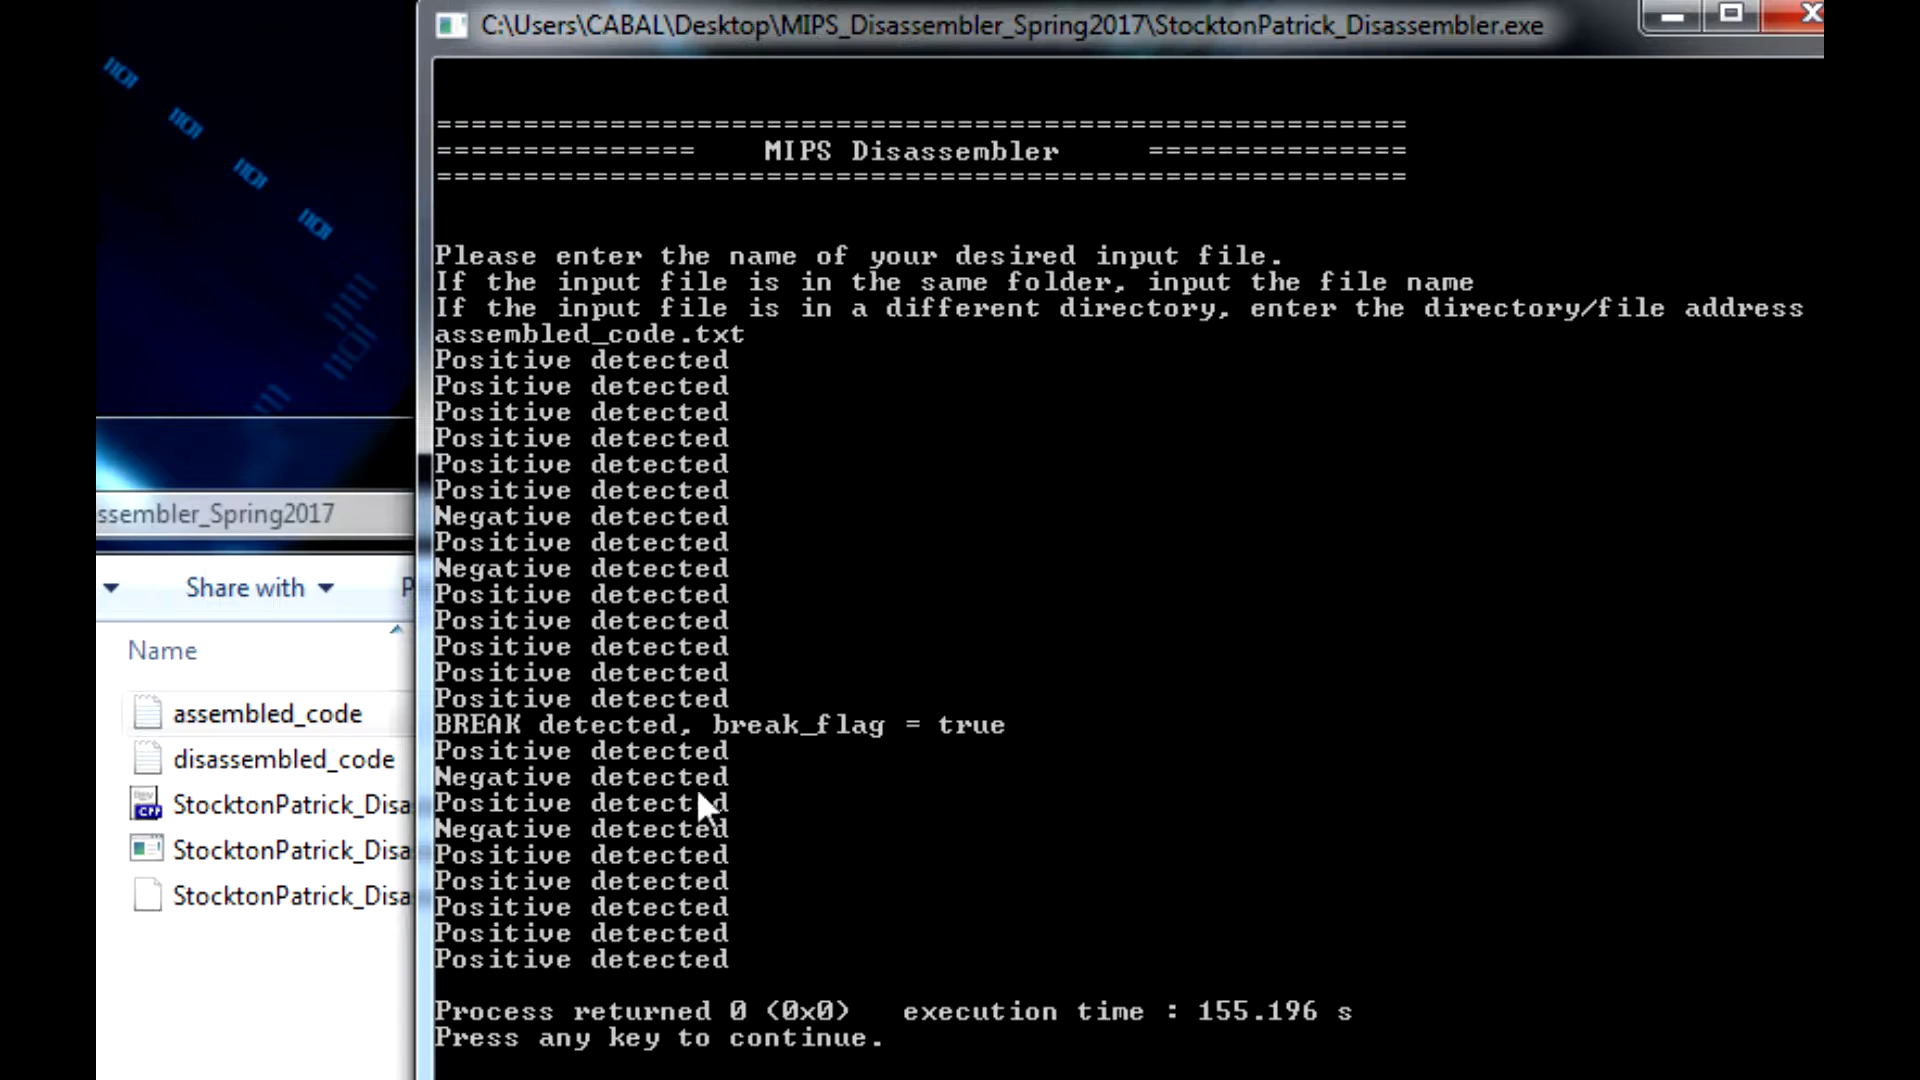 C:\Users\CABAL\Desktop\MIPS_Disassembler_Spring2017\StocktonPatrick_Disassembler.exe
========================================================
=============== MIPS Disassembler ===============
========================================================
Please enter the name of your desired input file.
If the input file is in the same folder, input the file name
If the input file is in a different directory, enter the directory/file address
assembled_code.txt
Positive detected
Positive detected
Positive detected
Positive detected
Positive detected
Positive detected
Negative detected
Positive detected
Negative detected
Positive detected
Positive detected
Positive detected
Positive detected
Positive detected
BREAK detected, break_flag = true
Positive detected
Negative detected
Positive detected
Negative detected
Positive detected
Positive detected
Positive detected
Positive detected
Positive detected
Process returned 0 (0x0) execution time : 155.196 s
Press any key to continue.
ssembler_Spring2017
Share with
Name
assembled_code
disassembled_code
StocktonPatrick_Disa
StocktonPatrick_Disa
StocktonPatrick_Disa